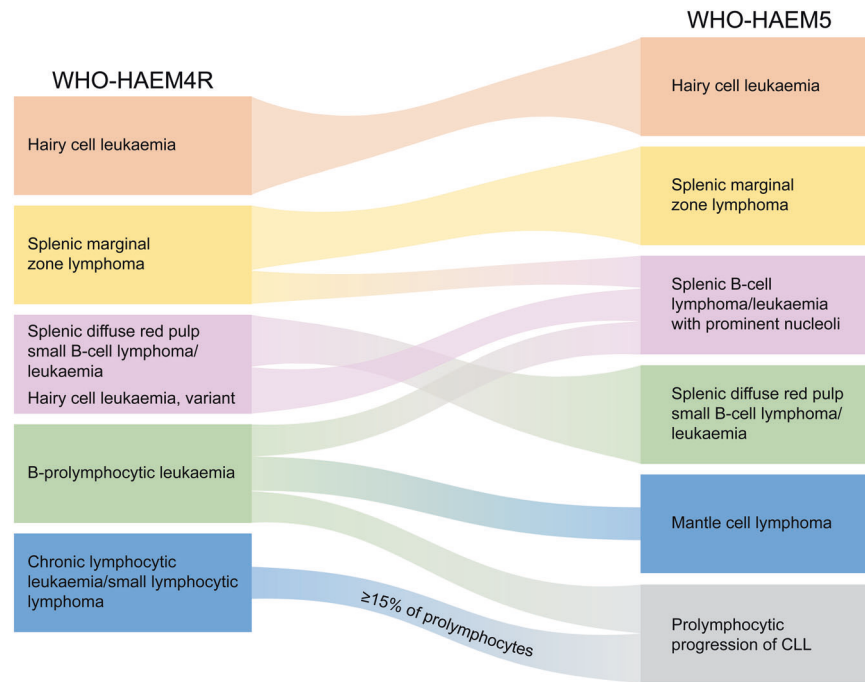 WHO-HAEM4R
Hairy cell leukaemia
Splenic marginal
zone lymphoma
Splenic diffuse red pulp
small B-cell lymphoma/
leukaemia
Hairy cell leukaemia, variant
B-prolymphocytic leukaemia
Chronic lymphocytic
leukaemia/small lymphocytic
lymphoma
≥15% of prolymphocytes
WHO-HAEM5
Hairy cell leukaemia
Splenic marginal
zone lymphoma
Splenic B-cell
lymphoma/leukaemia
with prominent nucleoli
Splenic diffuse red pulp
small B-cell lymphoma/
leukaemia
Mantle cell lymphoma
Prolymphocytic
progression of CLL